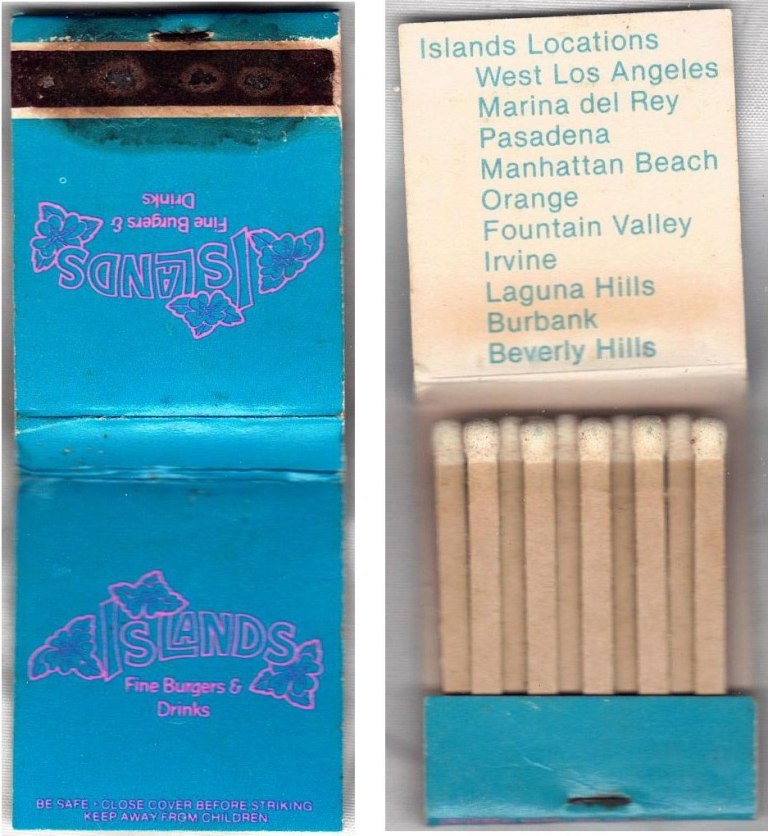 Fine Burgers &
Drinks
ISLANDS
ISLANDS
Fine Burgers &
Drinks
BE SAFE • CLOSE COVER BEFORE STRIKING
KEEP AWAY FROM CHILDREN
Islands Locations
West Los Angeles
Marina del Rey
Pasadena
Manhattan Beach
Orange
Fountain Valley
Irvine
Laguna Hills
Burbank
Beverly Hills